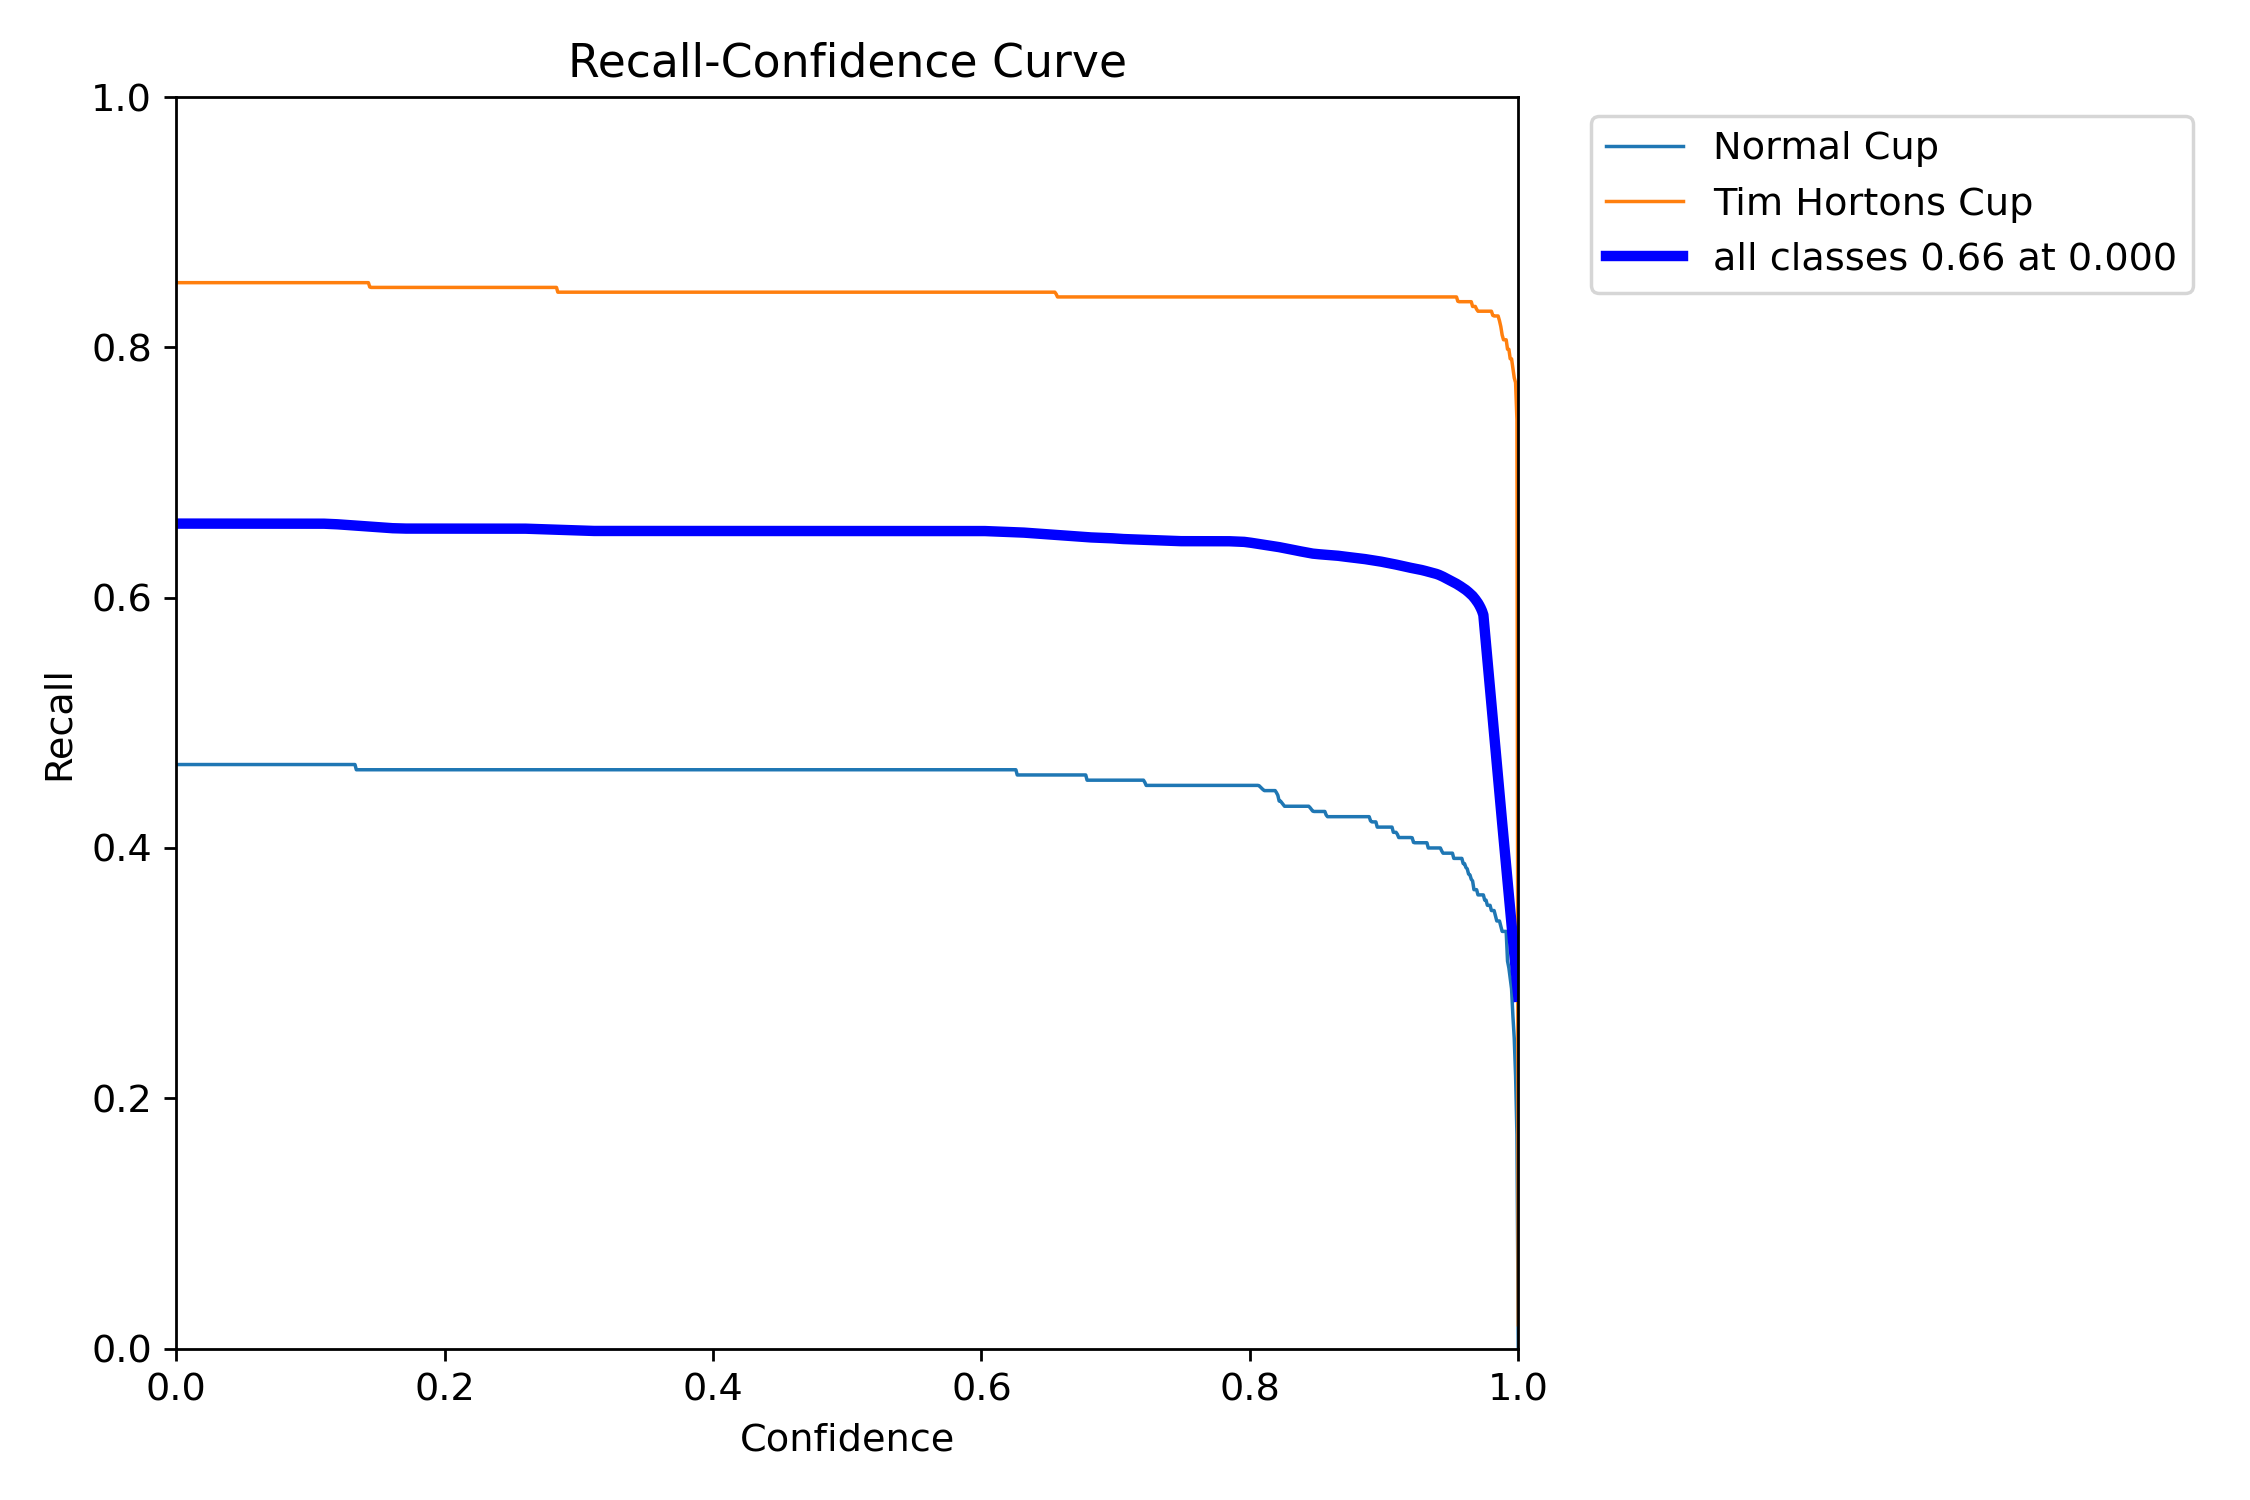 Recall-Confidence Curve
1.0
0.8
0.6
0.4
0.2
0.0
Recall
0.0 0.2 0.4 0.6 0.8 1.0
Confidence
Normal Cup
Tim Hortons Cup
all classes 0.66 at 0.000